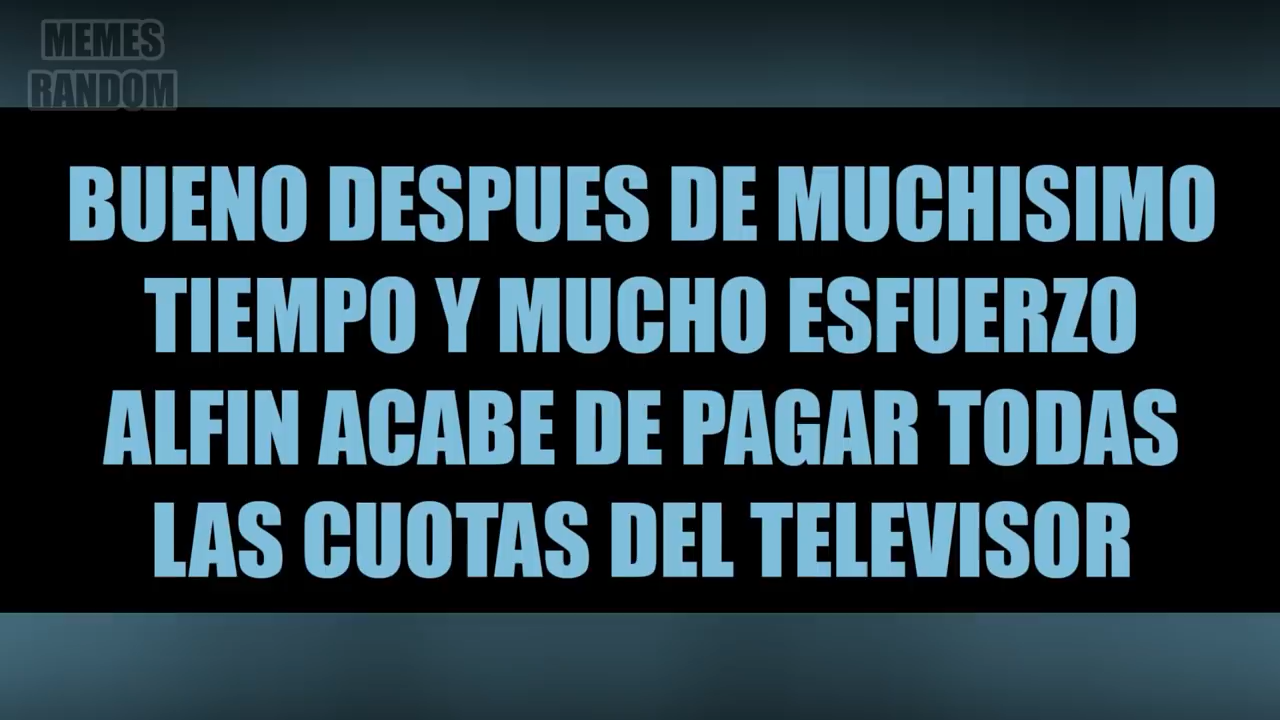 MEMES
RANDOM
BUENO DESPUES DE MUCHISIMO
TIEMPO Y MUCHO ESFUERZO
ALFIN ACABE DE PAGAR TODAS
LAS CUOTAS DEL TELEVISOR